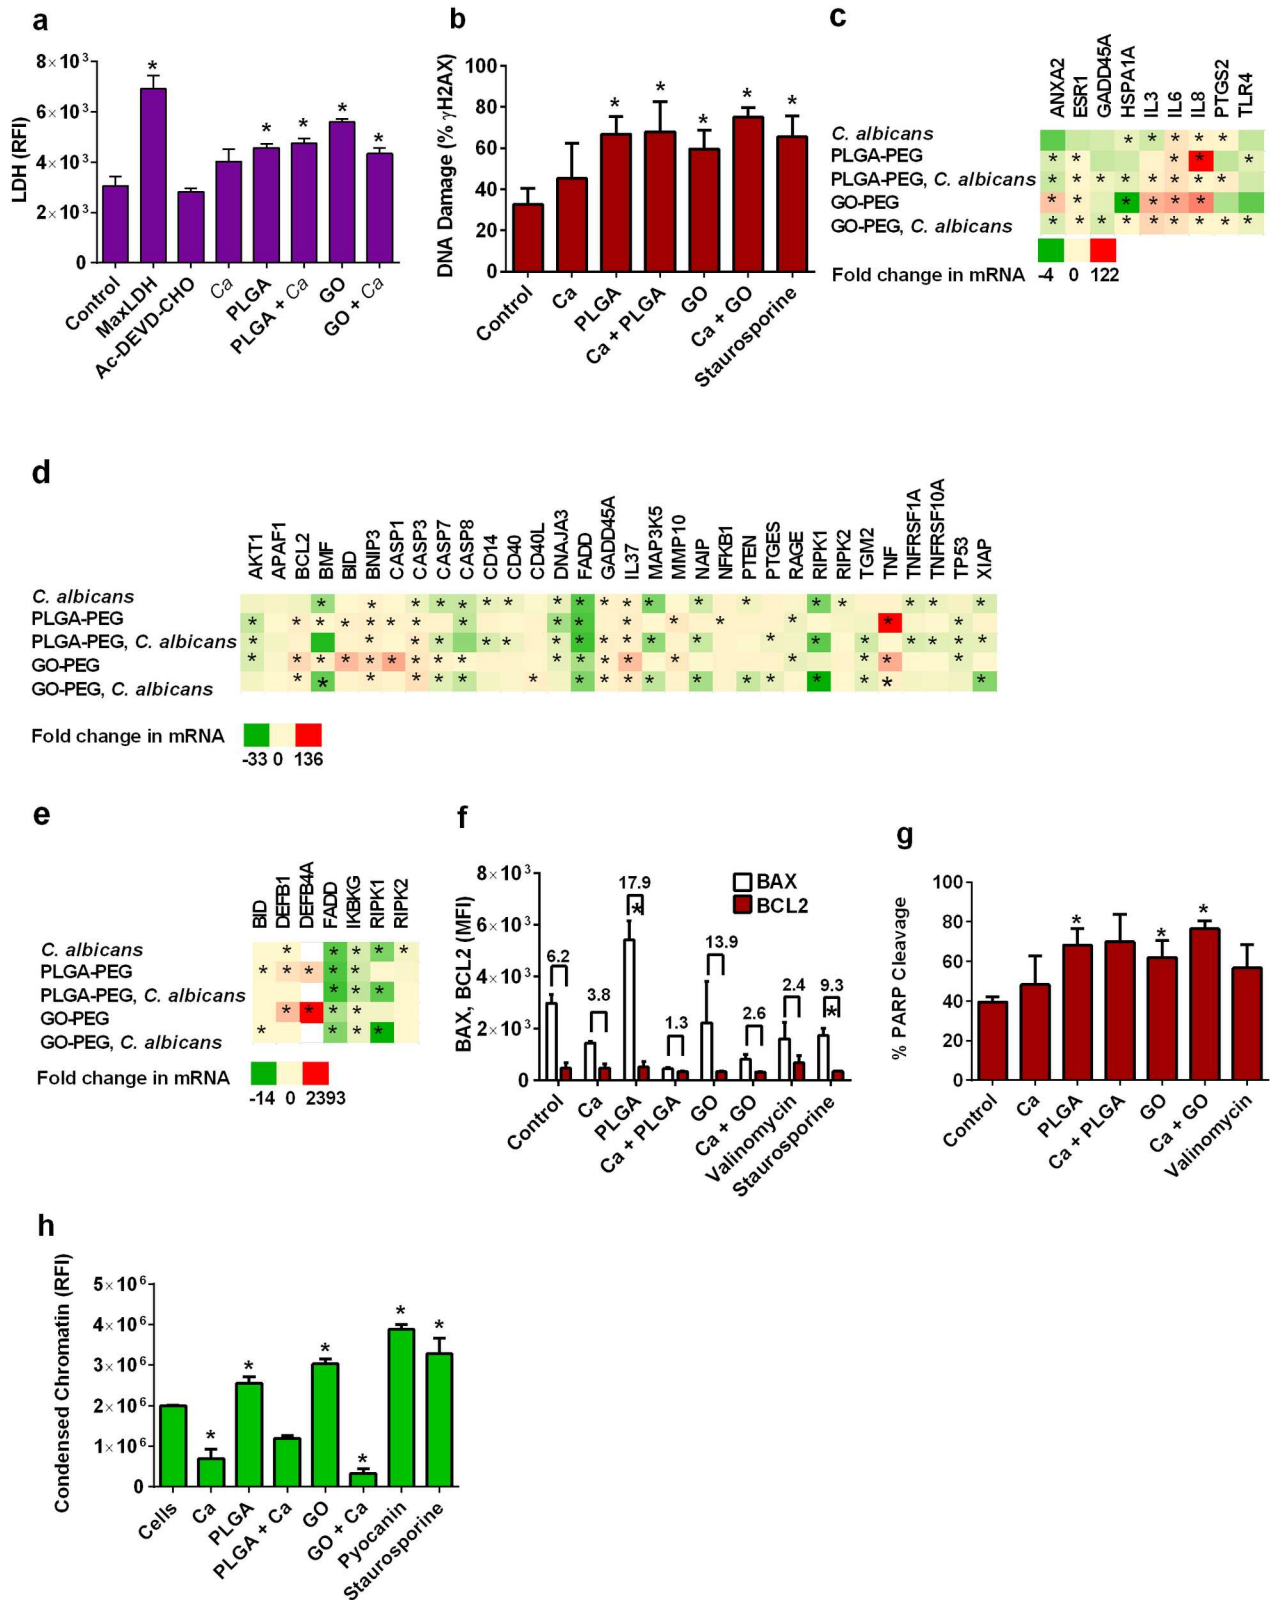 a
8×10³
6×10³
4×10³
2×10³
0
LDH (RFI)
*
*
*
*
*
Control
MaxLDH
Ac-DEVD-CHO
Ca
PLGA
PLGA + Ca
GO
GO + Ca
b
100
80
60
40
20
0
DNA Damage (% γH2AX)
*
*
*
*
*
Control
Ca
PLGA
Ca + PLGA
GO
Ca + GO
Staurosporine
c
ANXA2
ESR1
GADD45A
HSPA1A
IL3
IL6
IL8
PTGS2
TLR4
C. albicans
PLGA-PEG
PLGA-PEG, C. albicans
GO-PEG
GO-PEG, C. albicans
-4 0 122
Fold change in mRNA
d
AKT1
APAF1
BCL2
BMF
BID
BNIP3
CASP1
CASP3
CASP7
CASP8
CD14
CD40
CD40L
DNAJA3
FADD
GADD45A
IL37
MAP3K5
MMP10
NAIP
NFKB1
PTEN
PTGES
RAGE
RIPK1
RIPK2
TGM2
TNF
TNFRSF1A
TNFRSF10A
TP53
XIAP
C. albicans
PLGA-PEG
PLGA-PEG, C. albicans
GO-PEG
GO-PEG, C. albicans
Fold change in mRNA
-33 0 136
e
BID
DEFB1
DEFB4A
FADD
IKBKG
RIPK1
RIPK2
C. albicans
PLGA-PEG
PLGA-PEG, C. albicans
GO-PEG
GO-PEG, C. albicans
Fold change in mRNA
-14 0 2393
f
8×10³
6×10³
4×10³
2×10³
0
BAX, BCL2 (MFI)
BAX
BCL2
6.2
3.8
17.9
*
1.3
13.9
2.6
2.4
9.3
*
Control
Ca
PLGA
Ca + PLGA
GO
Ca + GO
Valinomycin
Staurosporine
g
100
80
60
40
20
0
% PARP Cleavage
*
*
*
Control
Ca
PLGA
Ca + PLGA
GO
Ca + GO
Valinomycin
h
5×10⁶
4×10⁶
3×10⁶
2×10⁶
1×10⁶
0
Condensed Chromatin (RFI)
*
*
*
*
*
*
Cells
Ca
PLGA
PLGA + Ca
GO
GO + Ca
Pyocanin
Staurosporine